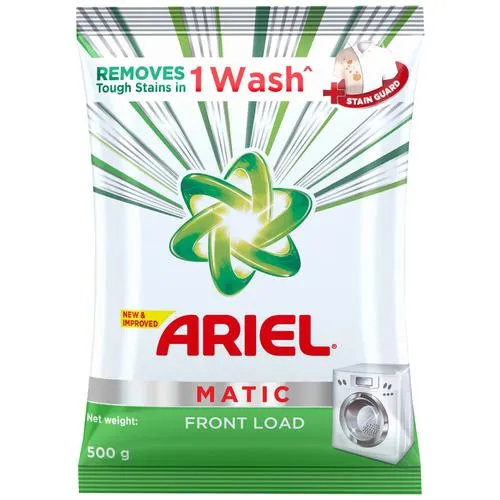 REMOVES
Tough Stains in
1 Wash^
STAIN GUARD
NEW &
IMPROVED
ARIEL®
MATIC
FRONT LOAD
Net weight:
500 g